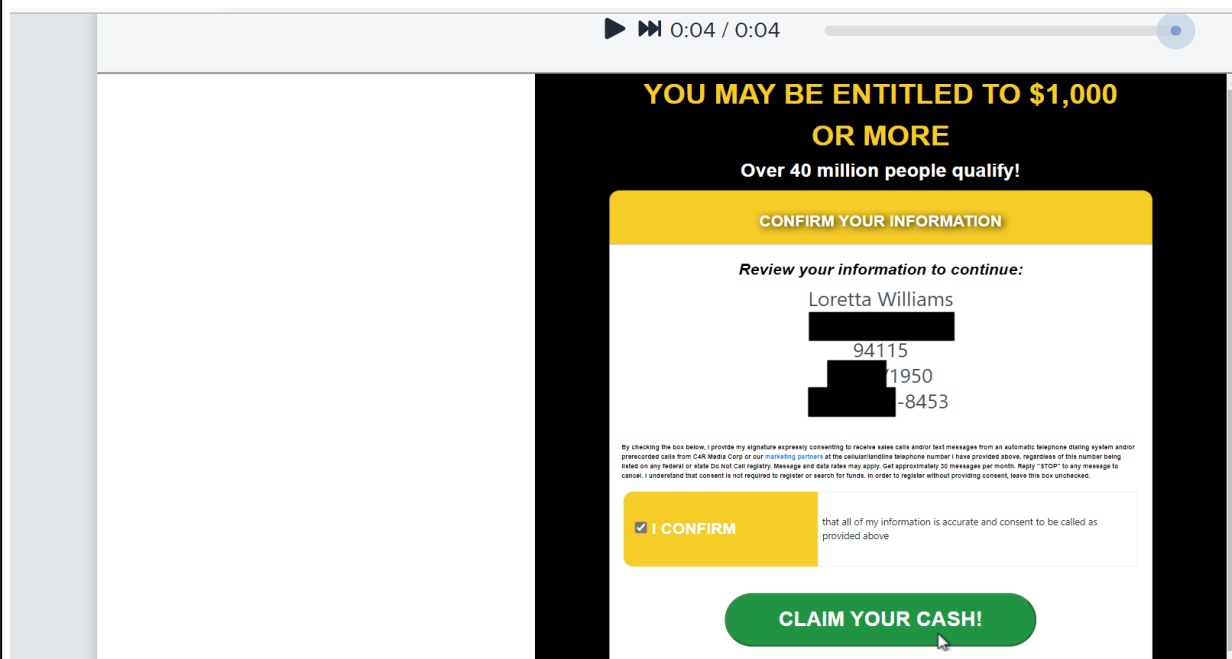 0:04 / 0:04
YOU MAY BE ENTITLED TO $1,000
OR MORE
Over 40 million people qualify!
CONFIRM YOUR INFORMATION
Review your information to continue:
Loretta Williams
94115
/1950
-8453
By checking the box below, I provide my signature expressly consenting to receive sales calls and/or text messages from an automatic telephone dialing system and/or
prerecorded calls from C4R Media Corp or our marketing partners at the cellular/landline telephone number I have provided above, regardless of this number being
listed on any federal or state Do Not Call registry. Message and data rates may apply. Get approximately 30 messages per month. Reply "STOP" to any message to
cancel. I understand that consent is not required to register or search for funds. In order to register without providing consent, leave this box unchecked.
I CONFIRM
that all of my information is accurate and consent to be called as
provided above
CLAIM YOUR CASH!